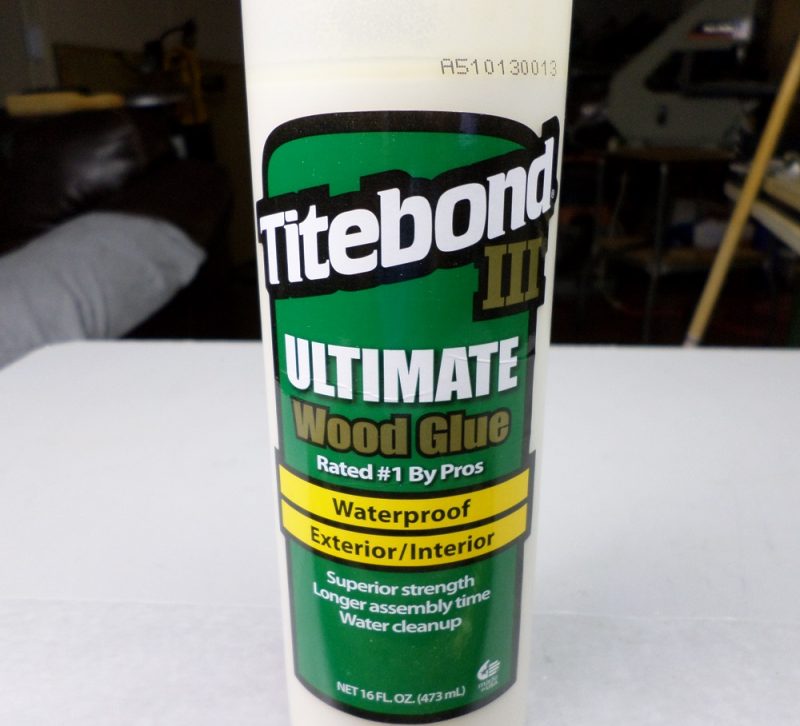 A510130013
Titebond®
III
ULTIMATE
Wood Glue
Rated #1 By Pros
Waterproof
Exterior/Interior
Superior strength
Longer assembly time
Water cleanup
NET 16 FL. OZ. (473 mL)